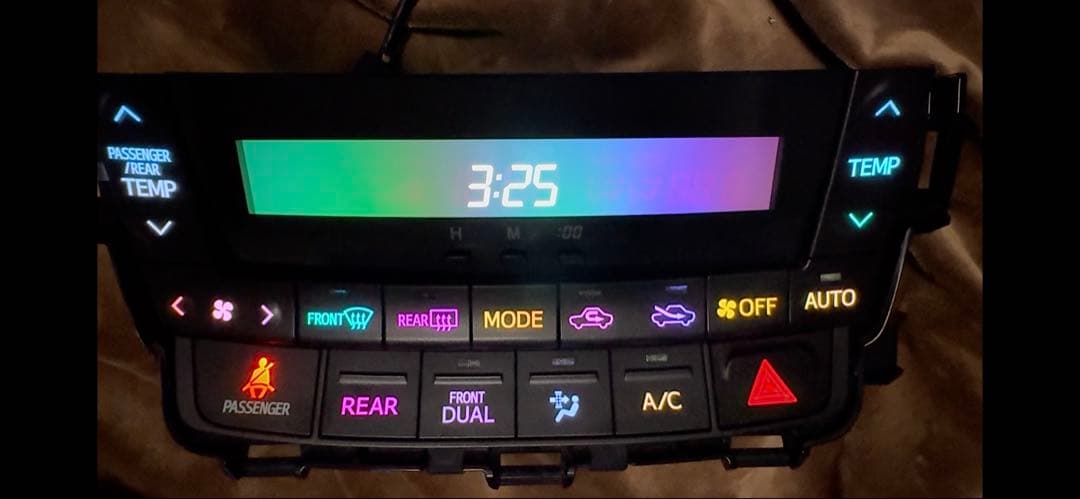 PASSENGER
/REAR
TEMP
3:25
TEMP
H M :00
FRONT REAR MODE OFF AUTO
PASSENGER
REAR
FRONT
DUAL
A/C